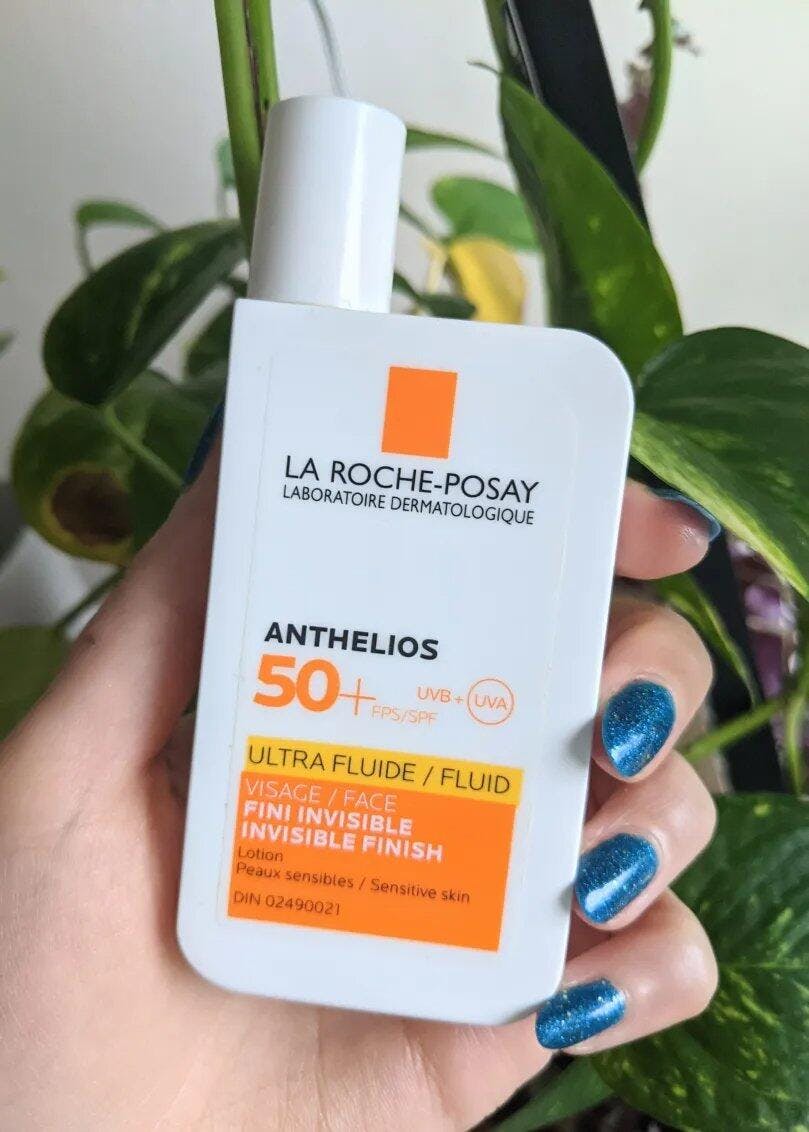 LA ROCHE-POSAY
LABORATOIRE DERMATOLOGIQUE
ANTHELIOS
50+ FPS/SPF UVB + UVA
ULTRA FLUIDE / FLUID
VISAGE / FACE
FINI INVISIBLE
INVISIBLE FINISH
Lotion
Peaux sensibles / Sensitive skin
DIN 02490021